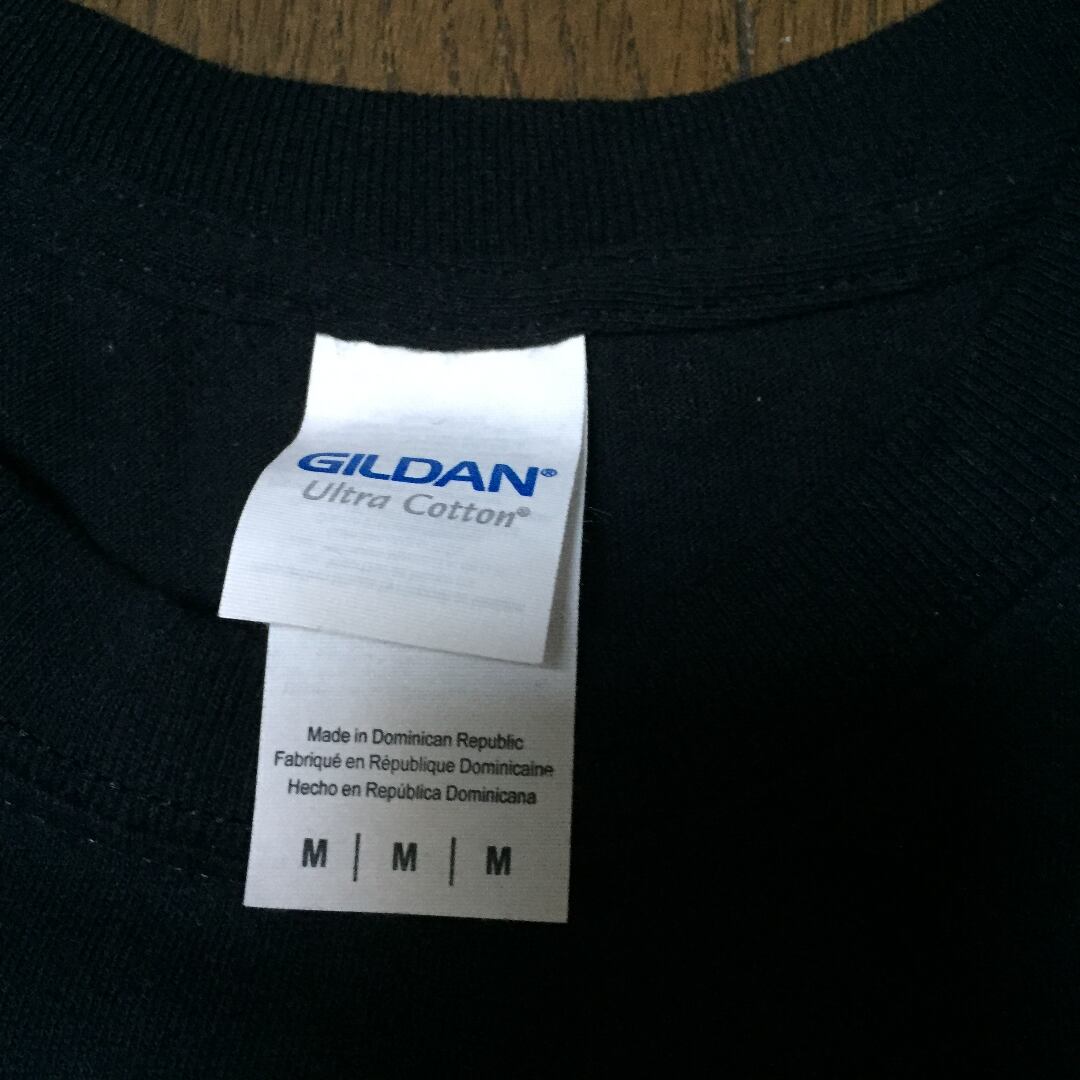 GILDAN®
Ultra Cotton®
Made in Dominican Republic
Fabriqué en République Dominicaine
Hecho en República Dominicana
M | M | M